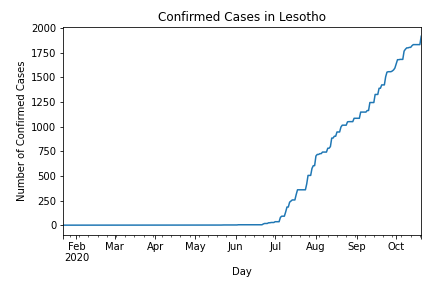 Confirmed Cases in Lesotho
Number of Confirmed Cases
2000
1750
1500
1250
1000
750
500
250
0
Feb Mar Apr May Jun Jul Aug Sep Oct
2020
Day